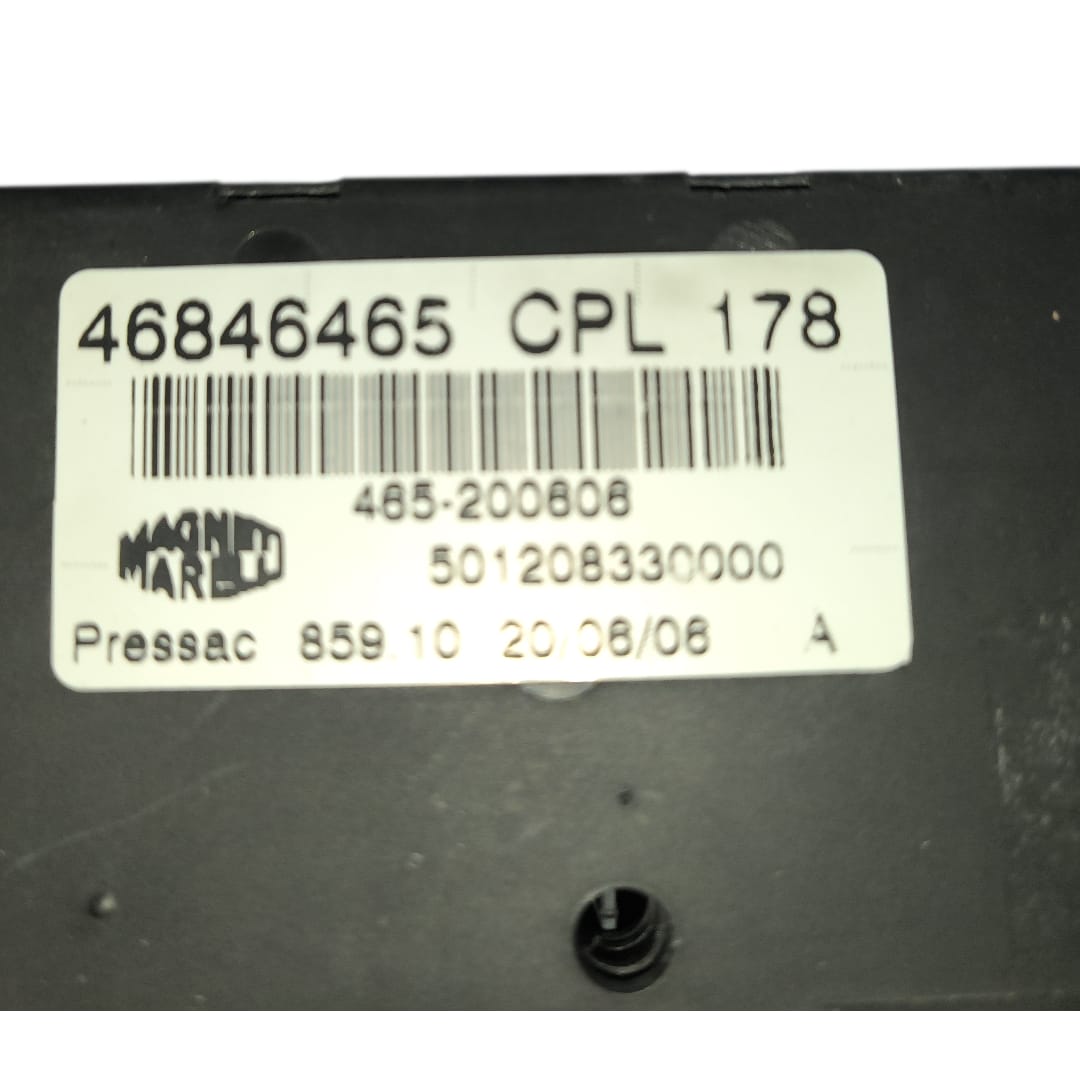 46846465 CPL 178
465-200606
MAGNETI
MARELLI
501208330000
Pressac 859.10 20/06/06 A